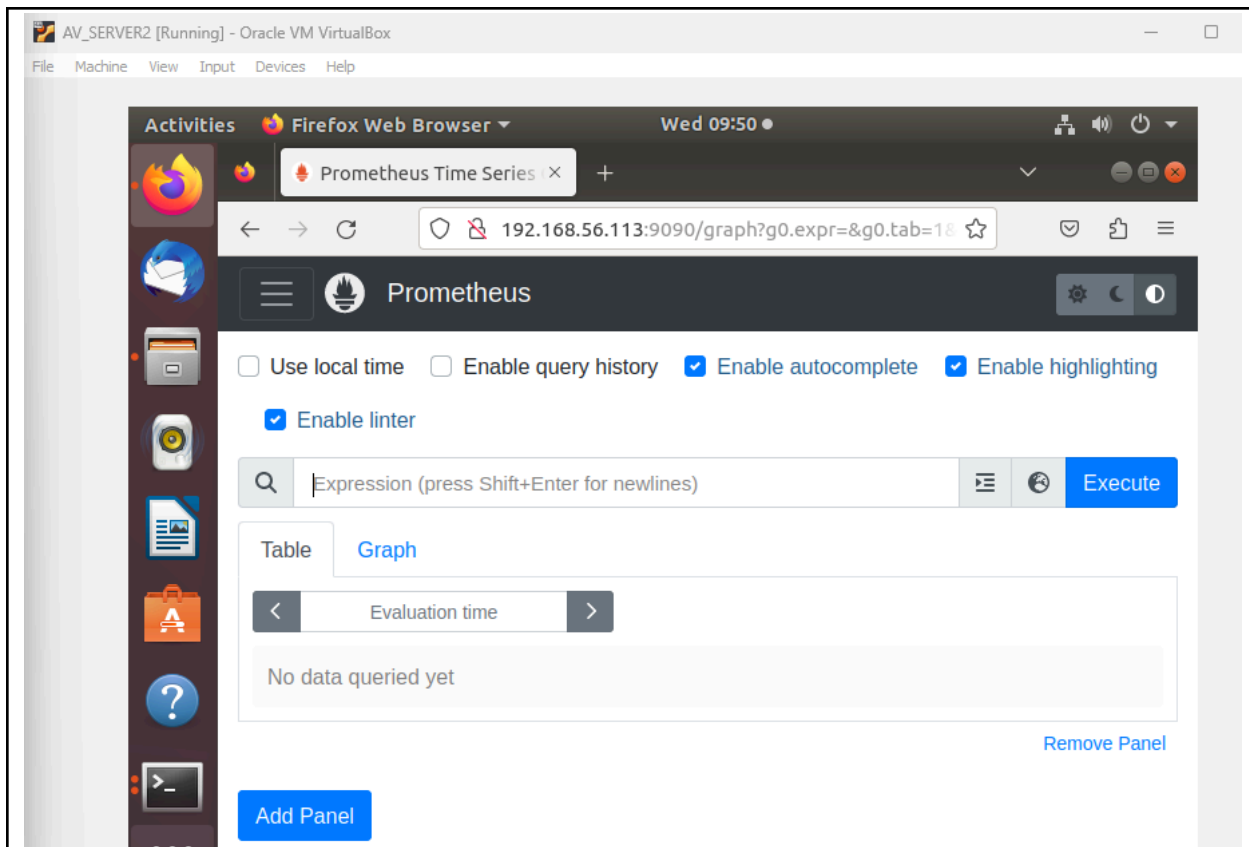 AV_SERVER2 [Running] - Oracle VM VirtualBox
File Machine View Input Devices Help
Activities Firefox Web Browser Wed 09:50
Prometheus Time Series
192.168.56.113:9090/graph?g0.expr=&g0.tab=1
Prometheus
Use local time Enable query history Enable autocomplete Enable highlighting
Enable linter
Expression (press Shift+Enter for newlines) Execute
Table Graph
Evaluation time
No data queried yet
Remove Panel
Add Panel